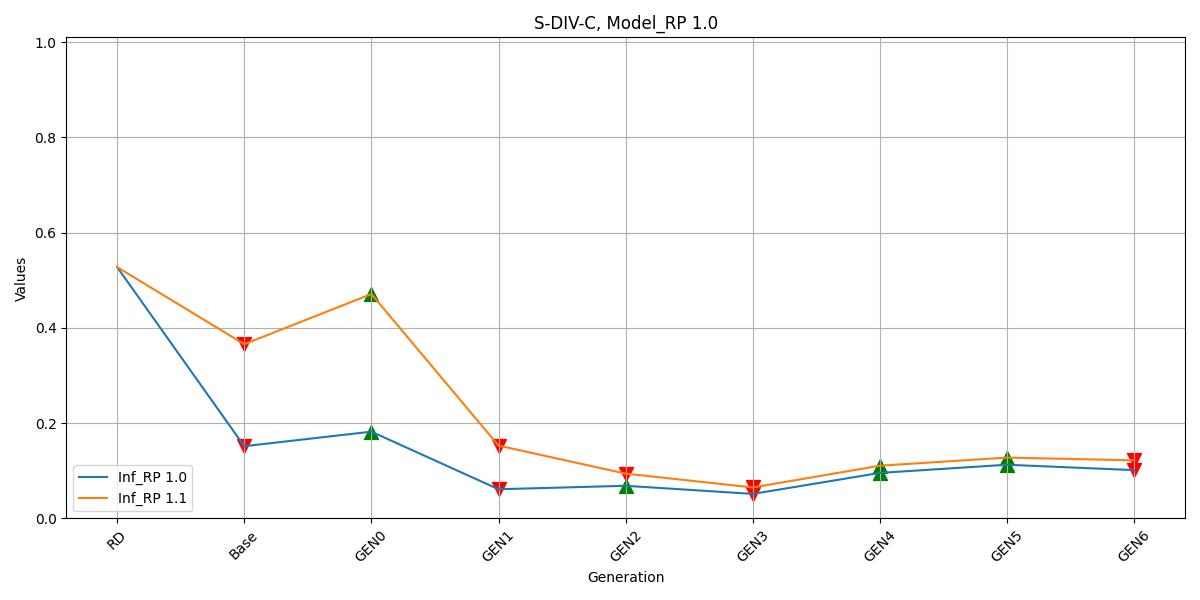 S-DIV-C, Model_RP 1.0
1.0
0.8
0.6
0.4
0.2
0.0
Values
Inf_RP 1.0
Inf_RP 1.1
RD
Base
GEN0
GEN1
GEN2
GEN3
GEN4
GEN5
GEN6
Generation